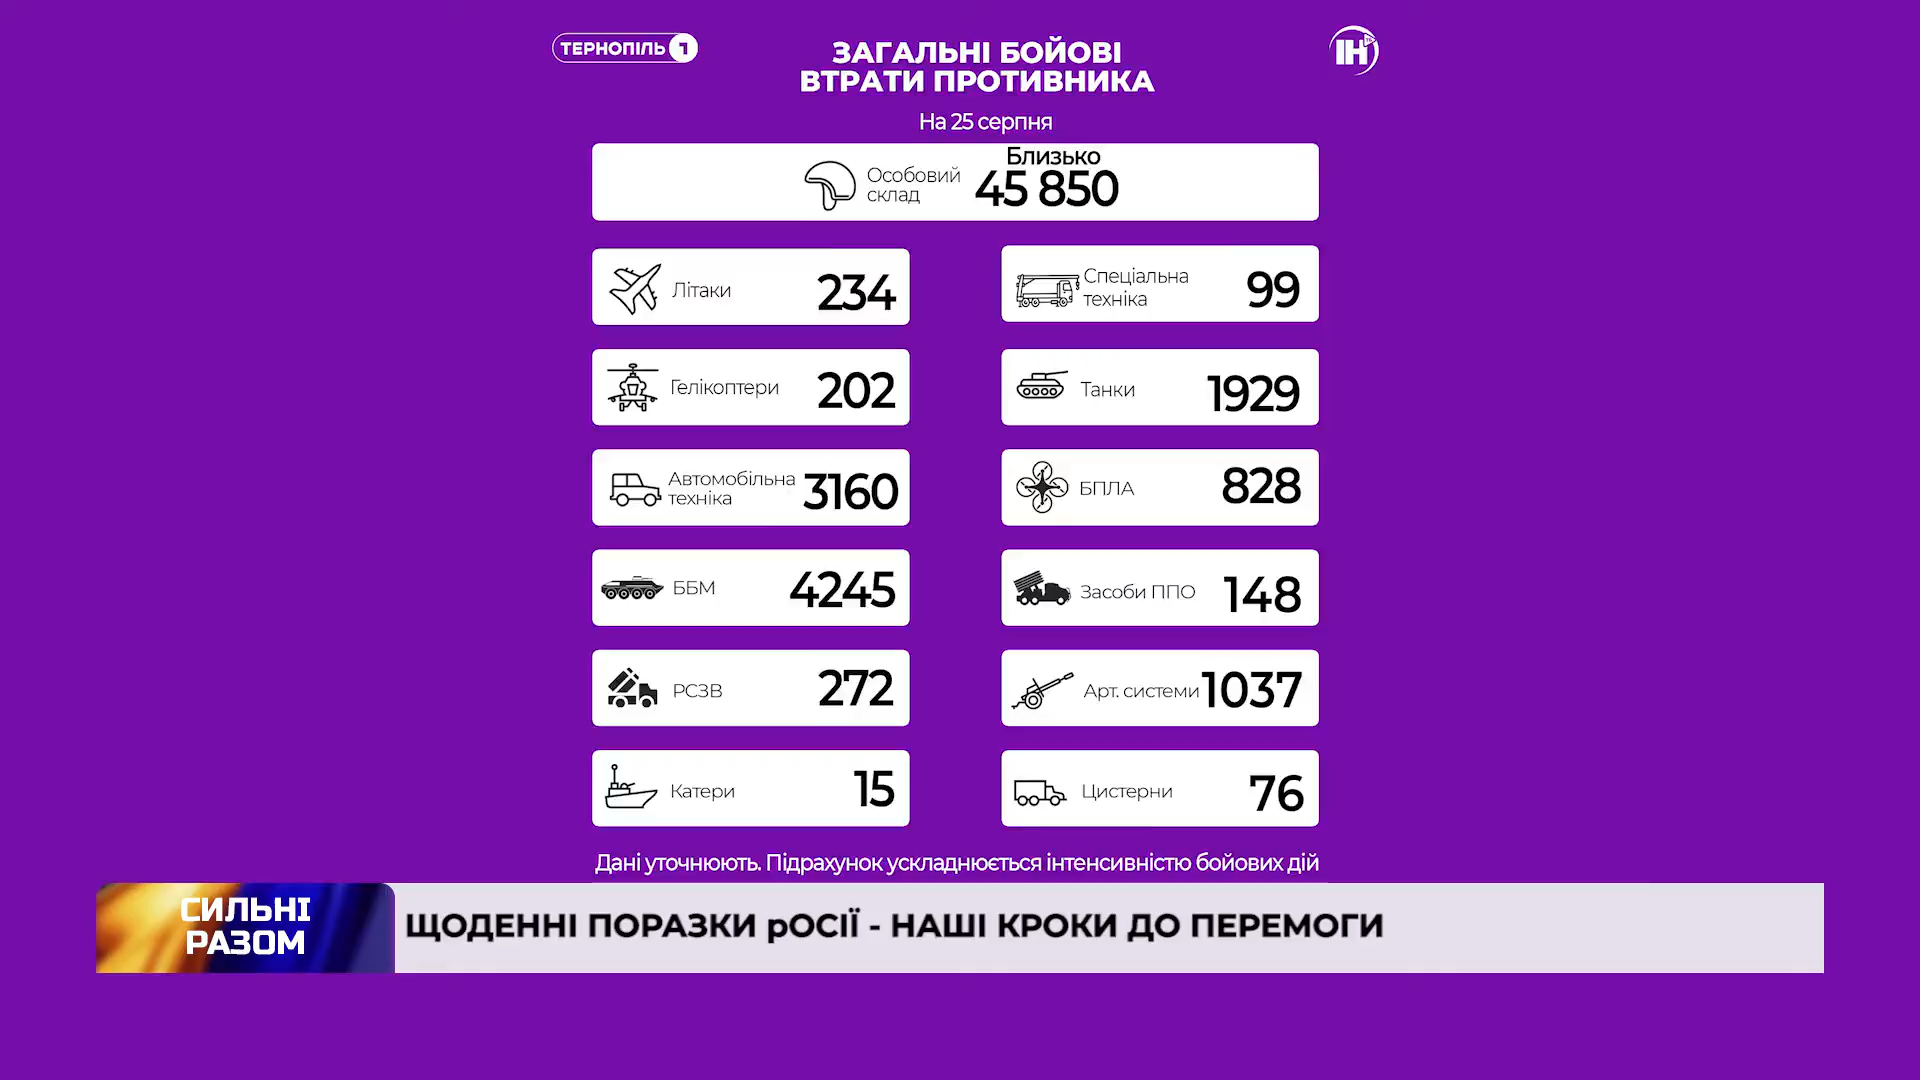 ТЕРНОПІЛЬ 1
ЗАГАЛЬНІ БОЙОВІ
ВТРАТИ ПРОТИВНИКА
ІН
На 25 серпня
Особовий
склад
Близько
45 850
Літаки
234
Спеціальна
техніка
99
Гелікоптери
202
Танки
1929
Автомобільна
техніка
3160
БПЛА
828
ББМ
4245
Засоби ППО
148
РСЗВ
272
Арт. системи
1037
Катери
15
Цистерни
76
Дані уточнюють. Підрахунок ускладнюється інтенсивністю бойових дій
СИЛЬНІ
РАЗОМ
ЩОДЕННІ ПОРАЗКИ рОСІЇ - НАШІ КРОКИ ДО ПЕРЕМОГИ